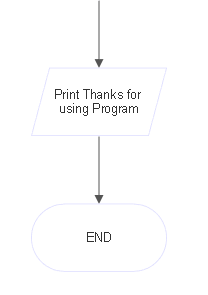 Print Thanks for
using Program
END